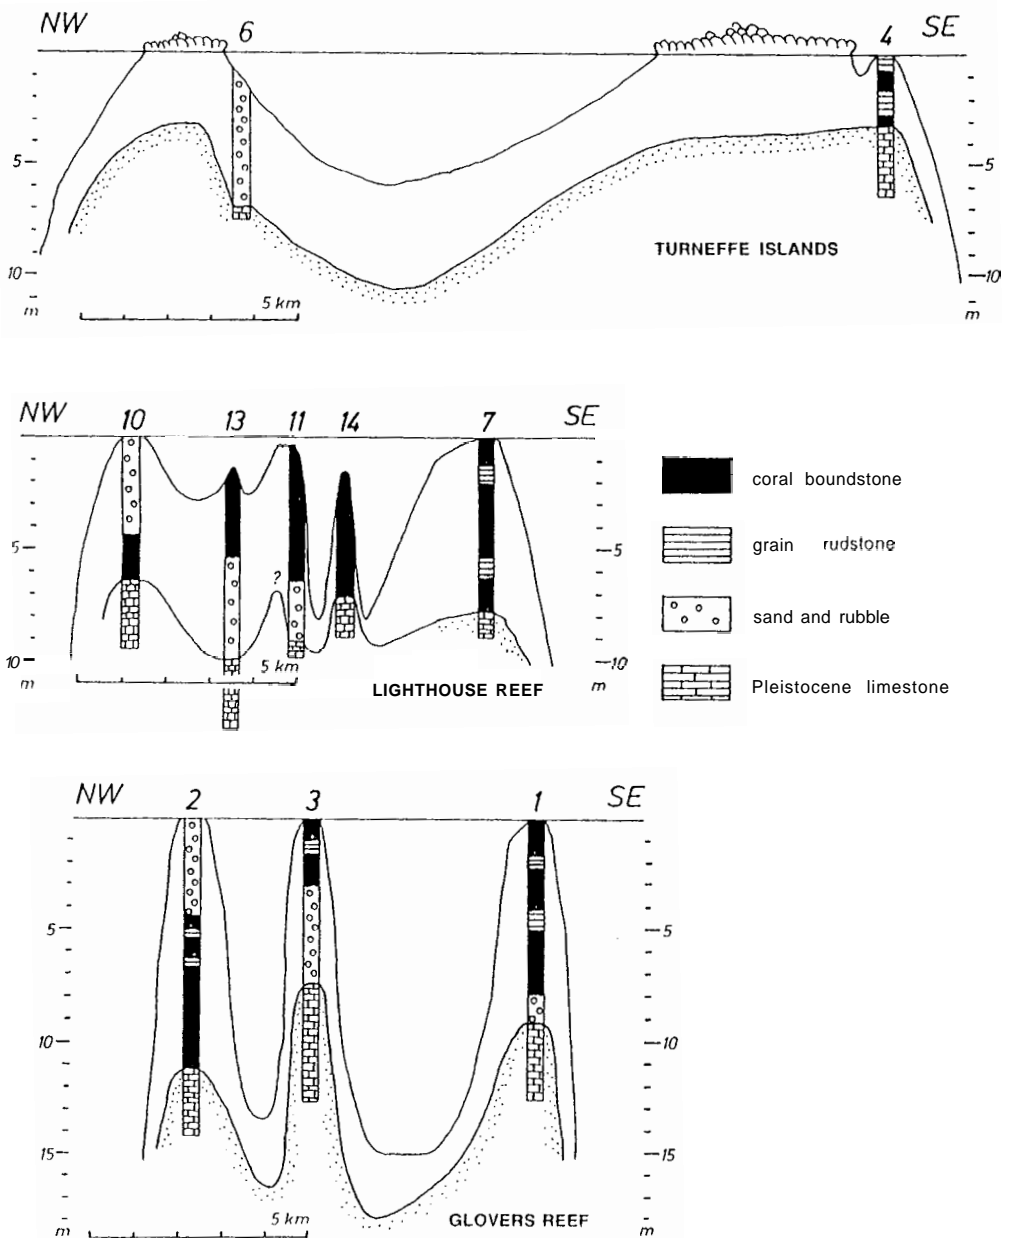 NW 6 4 SE
5 5
TURNEFFE ISLANDS
10 10
5 km
m m
NW 10 13 11 14 7 SE
coral boundstone
5 5
grain rudstone
?
sand and rubble
10 5 km 10
m LIGHTHOUSE REEF m
Pleistocene limestone
NW 2 3 1 SE
5 5
10 10
15 15
5 km GLOVERS REEF
m m